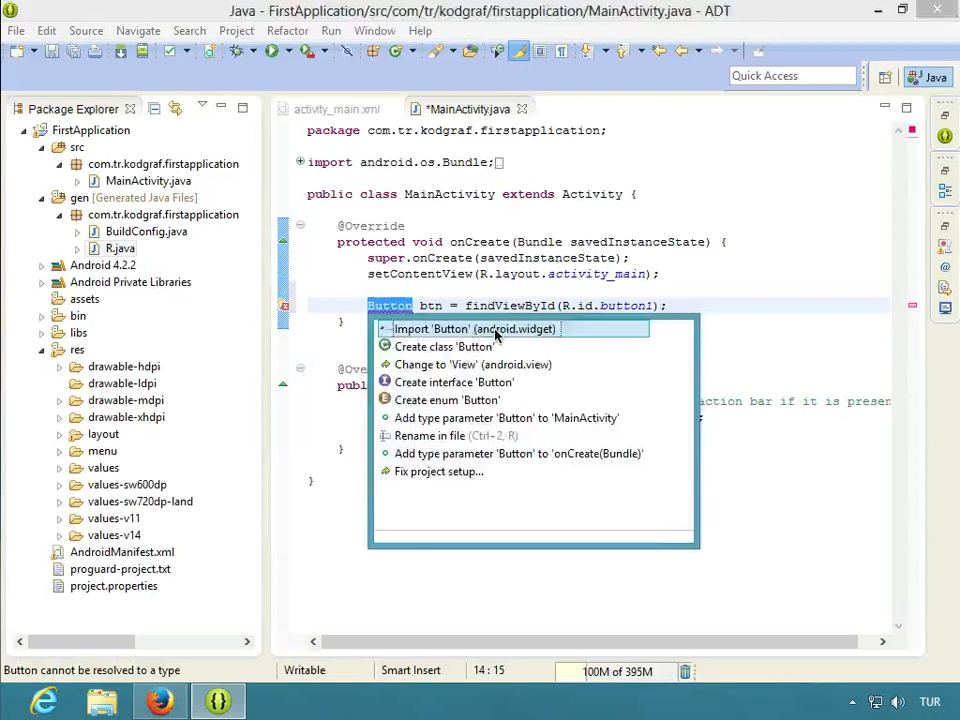 Java - FirstApplication/src/com/tr/kodgraf/firstapplication/MainActivity.java - ADT
File Edit Source Navigate Search Project Refactor Run Window Help
Quick Access
Java
Package Explorer
activity_main.xml
*MainActivity.java
FirstApplication
src
com.tr.kodgraf.firstapplication
MainActivity.java
gen [Generated Java Files]
com.tr.kodgraf.firstapplication
BuildConfig.java
R.java
Android 4.2.2
Android Private Libraries
assets
bin
libs
res
drawable-hdpi
drawable-ldpi
drawable-mdpi
drawable-xhdpi
layout
menu
values
values-sw600dp
values-sw720dp-land
values-v11
values-v14
AndroidManifest.xml
proguard-project.txt
project.properties
package com.tr.kodgraf.firstapplication;
import android.os.Bundle;
public class MainActivity extends Activity {
@Override
protected void onCreate(Bundle savedInstanceState) {
super.onCreate(savedInstanceState);
setContentView(R.layout.activity_main);
Button btn = findViewById(R.id.button1);
}
@Ove
publ
action bar if it is presen
}
}
Import 'Button' (android.widget)
Create class 'Button'
Change to 'View' (android.view)
Create interface 'Button'
Create enum 'Button'
Add type parameter 'Button' to 'MainActivity'
Rename in file (Ctrl+2, R)
Add type parameter 'Button' to 'onCreate(Bundle)'
Fix project setup...
Button cannot be resolved to a type
Writable
Smart Insert
14 : 15
100M of 395M
TUR